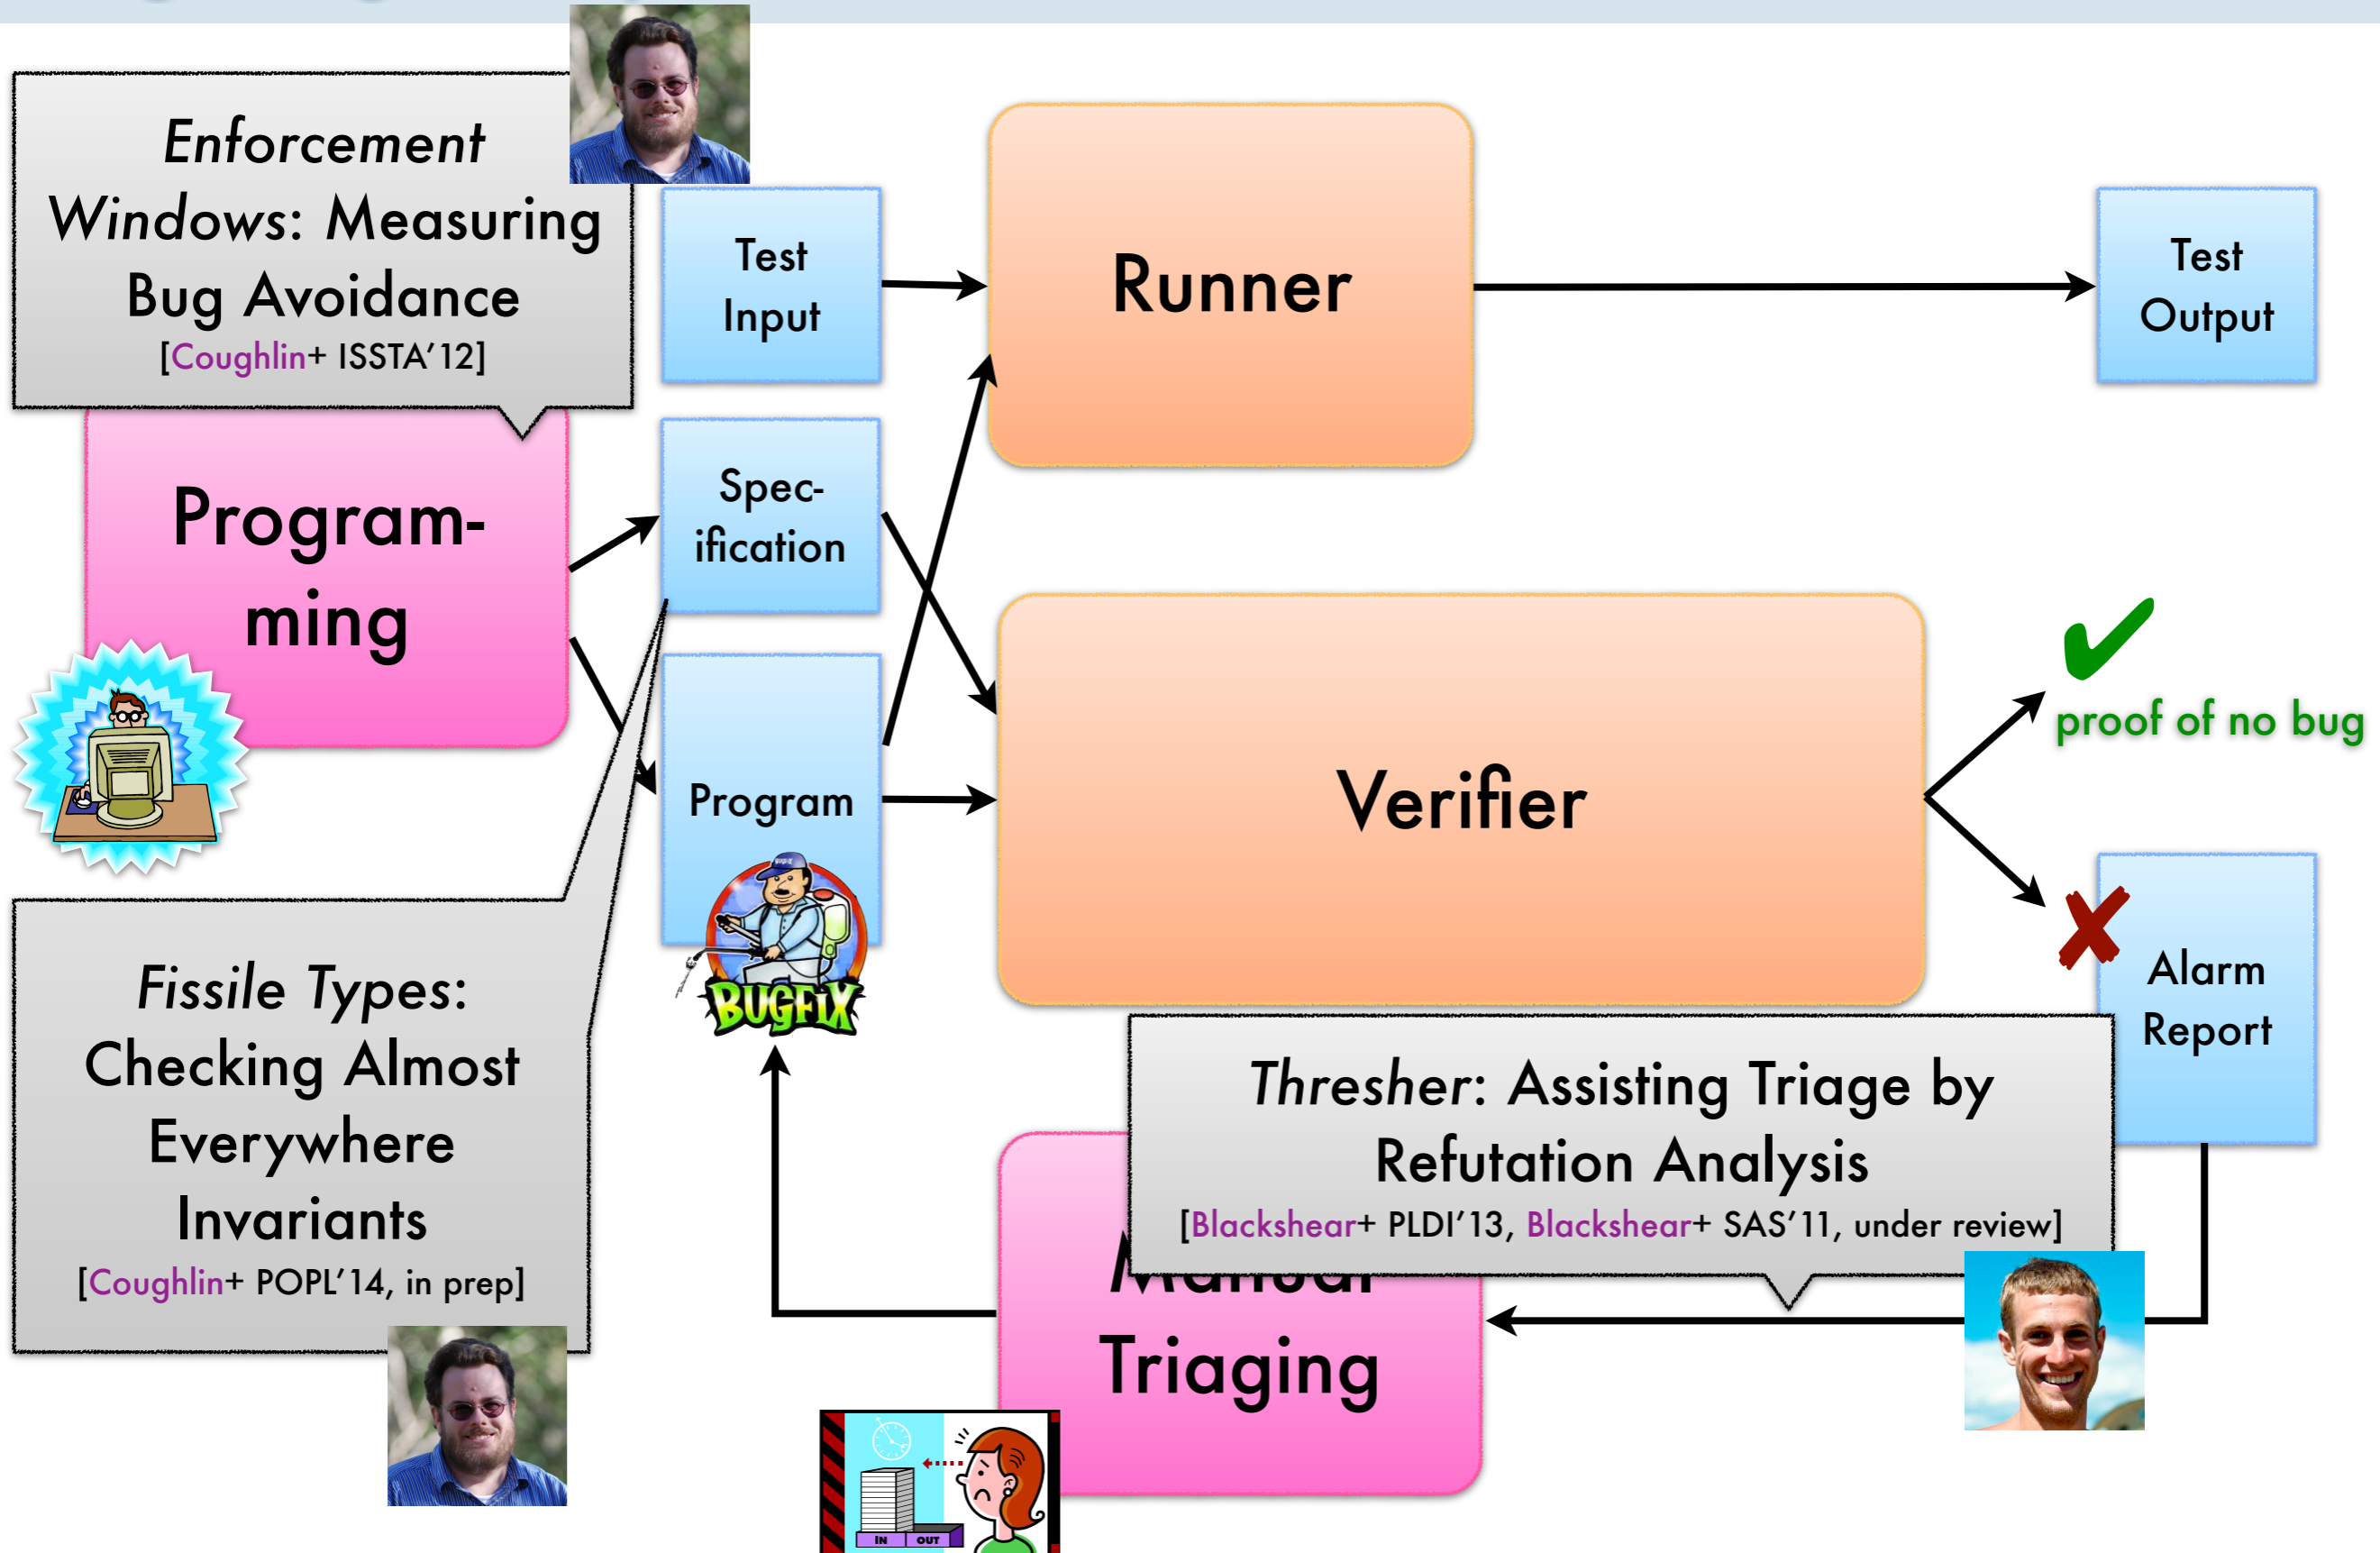 Enforcement
Windows: Measuring
Bug Avoidance
[Coughlin+ ISSTA'12]
Test
Input
Runner
Test
Output
Program-
ming
Spec-
ification
Program
BUGFIX
Verifier
✔
proof of no bug
✘
Alarm
Report
Fissile Types:
Checking Almost
Everywhere
Invariants
[Coughlin+ POPL'14, in prep]
Thresher: Assisting Triage by
Refutation Analysis
[Blackshear+ PLDI'13, Blackshear+ SAS'11, under review]
Manual
Triaging
IN OUT